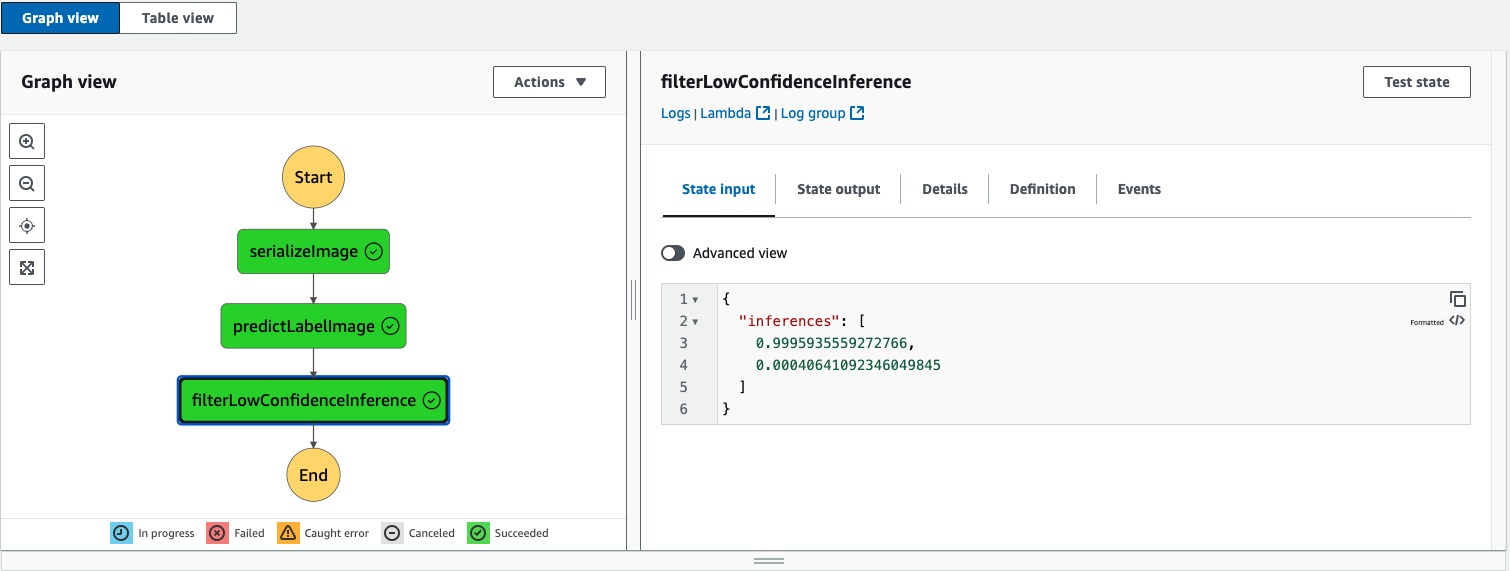 Graph view
Table view
Graph view
Actions
Start
serializeImage
predictLabelImage
filterLowConfidenceInference
End
In progress
Failed
Caught error
Canceled
Succeeded
filterLowConfidenceInference
Test state
Logs | Lambda | Log group
State input
State output
Details
Definition
Events
Advanced view
1 {
2 "inferences": [
3 0.9995935559272766,
4 0.00040641092346049845
5 ]
6 }
Formatted </>